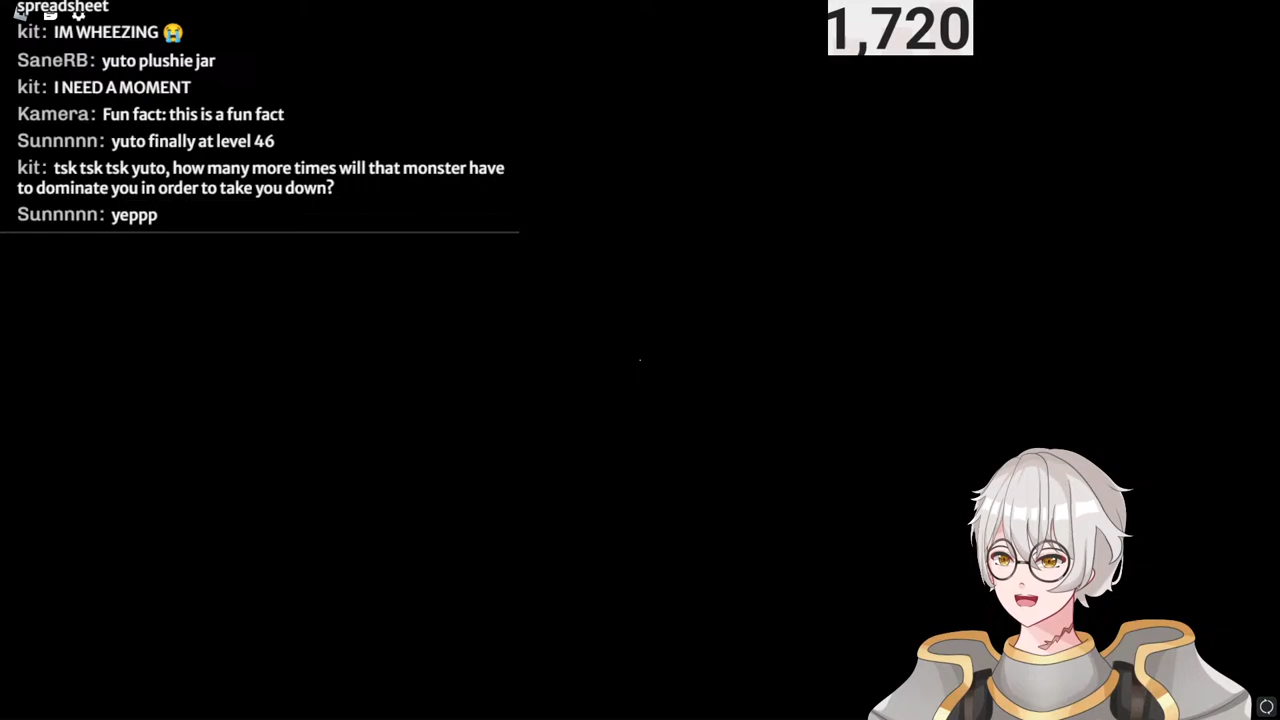 spreadsheet
1,720
kit: IM WHEEZING 😭
SaneRB: yuto plushie jar
kit: I NEED A MOMENT
Kamera: Fun fact: this is a fun fact
Sunnnnn: yuto finally at level 46
kit: tsk tsk tsk yuto, how many more times will that monster have
to dominate you in order to take you down?
Sunnnnn: yeppp